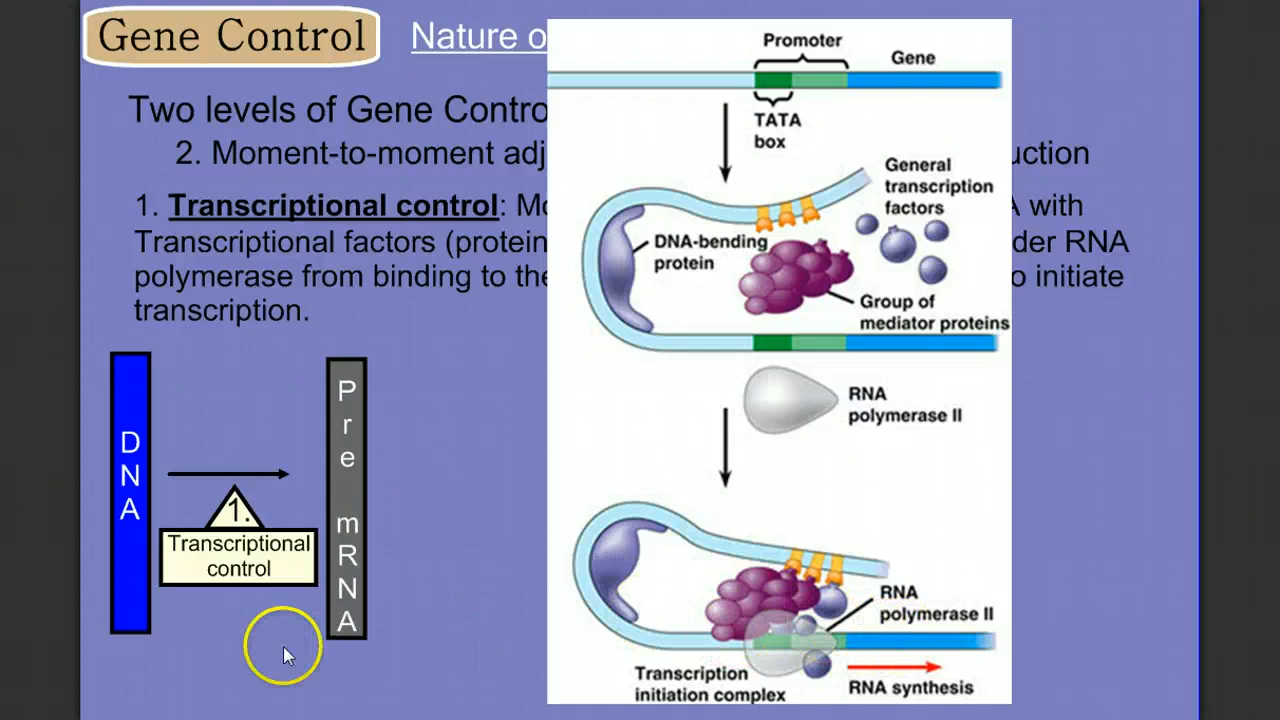 Gene Control
Nature o
Two levels of Gene Contro
2. Moment-to-moment adj
uction
1. Transcriptional control: Mo
A with
Transcriptional factors (protein
der RNA
polymerase from binding to the
o initiate
transcription.
D
N
A
1.
Transcriptional
control
P
r
e
m
R
N
A
Promoter
Gene
TATA
box
General
transcription
factors
DNA-bending
protein
Group of
mediator proteins
RNA
polymerase II
RNA
polymerase II
Transcription
initiation complex
RNA synthesis